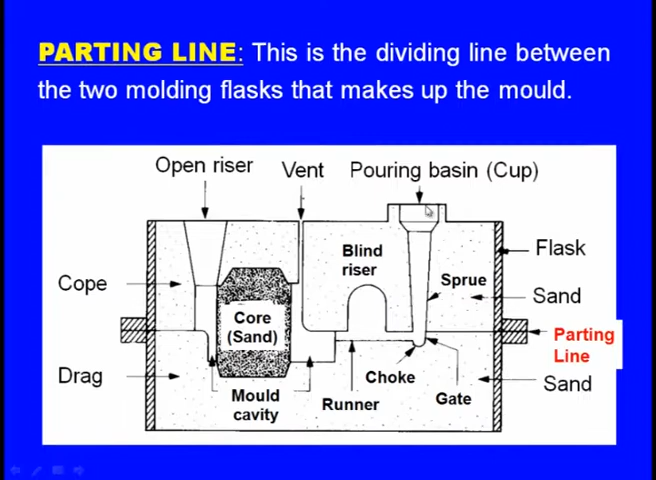 PARTING LINE: This is the dividing line between
the two molding flasks that makes up the mould.
Open riser
Vent
Pouring basin (Cup)
Blind
riser
Flask
Cope
Sprue
Sand
Core
(Sand)
Parting
Line
Drag
Choke
Sand
Mould
cavity
Runner
Gate